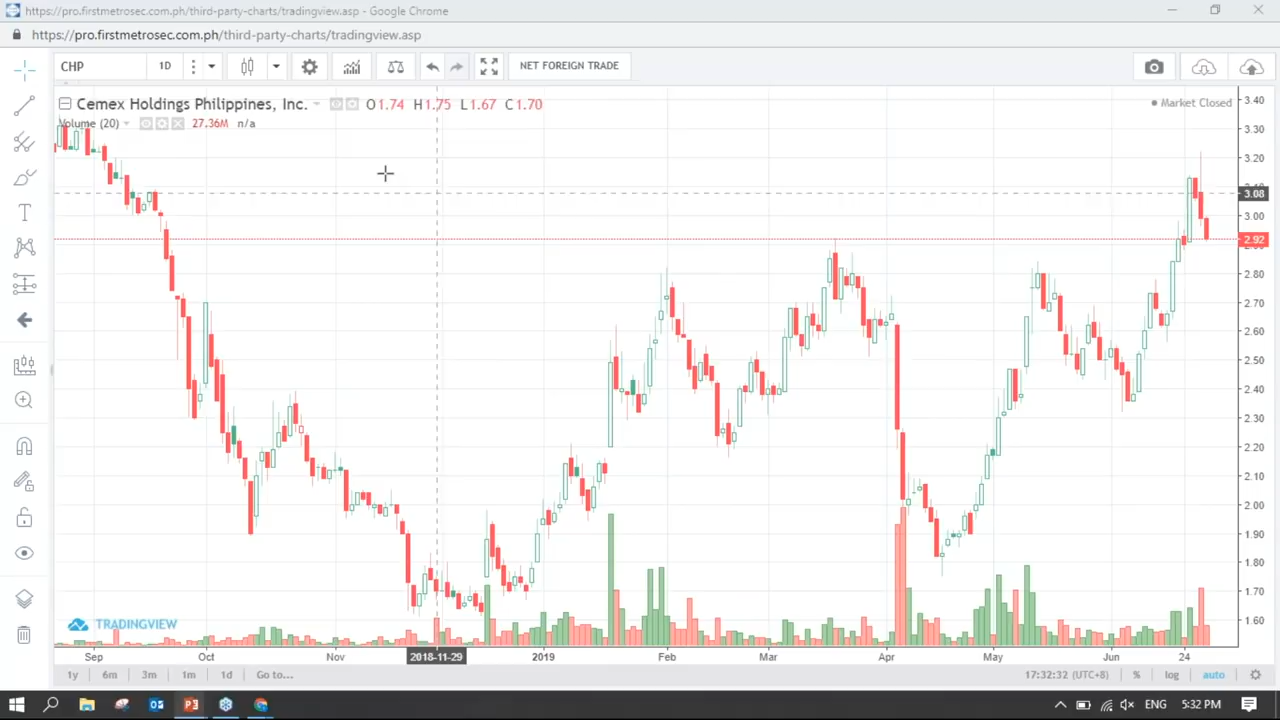 https://pro.firstmetrosec.com.ph/third-party-charts/tradingview.asp - Google Chrome
https://pro.firstmetrosec.com.ph/third-party-charts/tradingview.asp
CHP 1D NET FOREIGN TRADE
Cemex Holdings Philippines, Inc. O1.74 H1.75 L1.67 C1.70
Market Closed
Volume (20) 27.36M n/a
3.40
3.30
3.20
3.08
3.00
2.92
2.80
2.70
2.60
2.50
2.40
2.30
2.20
2.10
2.00
1.90
1.80
1.70
1.60
TRADINGVIEW
Sep Oct Nov 2018-11-29 2019 Feb Mar Apr May Jun 24
1y 6m 3m 1m 1d Go to... 17:32:32 (UTC+8) % log auto
ENG 5:32 PM